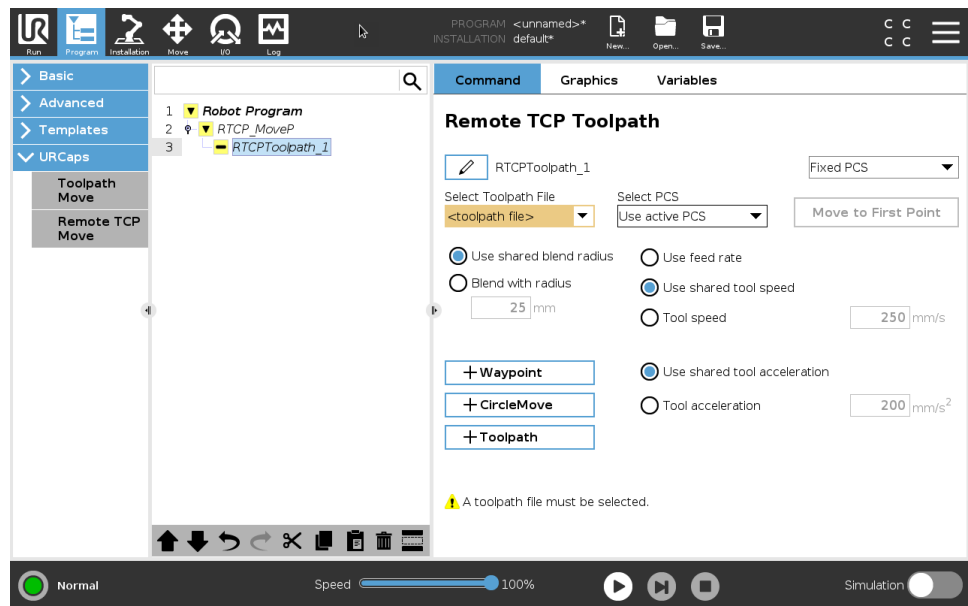 PROGRAM <unnamed>*
INSTALLATION default*
UR
Run
Program
Installation
Move
I/O
Log
New...
Open...
Save...
C C
C C
Basic
Advanced
Templates
URCaps
Toolpath
Move
Remote TCP
Move
1 Robot Program
2 RTCP_MoveP
3 RTCPToolpath_1
Command Graphics Variables
Remote TCP Toolpath
RTCPToolpath_1
Fixed PCS
Select Toolpath File
Select PCS
<toolpath file>
Use active PCS
Move to First Point
Use shared blend radius
Use feed rate
Blend with radius
Use shared tool speed
25 mm
Tool speed
250 mm/s
+ Waypoint
Use shared tool acceleration
+ CircleMove
Tool acceleration
200 mm/s²
+ Toolpath
A toolpath file must be selected.
Normal
Speed
100%
Simulation